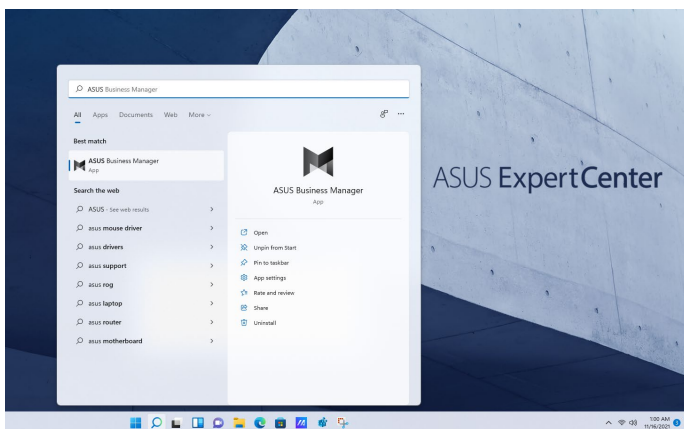 ASUS Business Manager
All Apps Documents Web More
Best match
ASUS Business Manager
App
Search the web
ASUS - See web results
asus mouse driver
asus drivers
asus support
asus rog
asus laptop
asus router
asus motherboard
ASUS Business Manager
App
Open
Unpin from Start
Pin to taskbar
App settings
Rate and review
Share
Uninstall
ASUS ExpertCenter
1:00 AM
11/16/2021